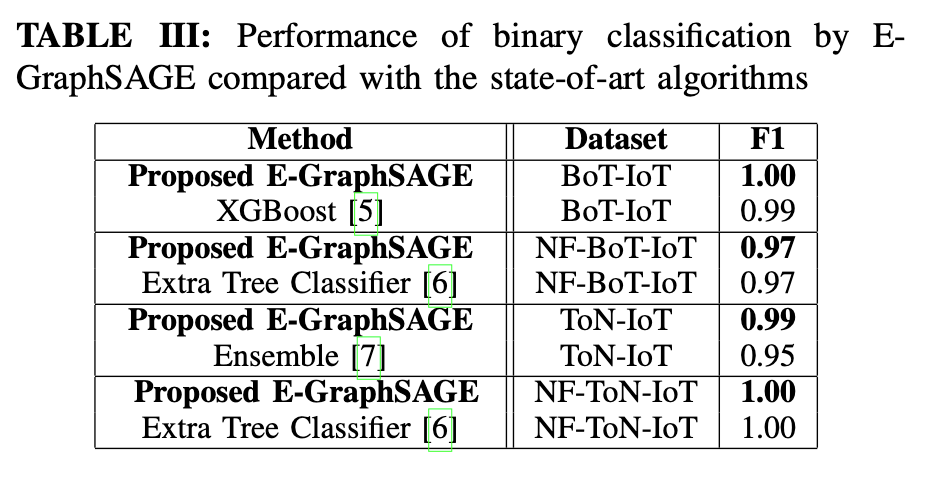 TABLE III: Performance of binary classification by E-
GraphSAGE compared with the state-of-art algorithms
Method Dataset F1
Proposed E-GraphSAGE BoT-IoT 1.00
XGBoost [5] BoT-IoT 0.99
Proposed E-GraphSAGE NF-BoT-IoT 0.97
Extra Tree Classifier [6] NF-BoT-IoT 0.97
Proposed E-GraphSAGE ToN-IoT 0.99
Ensemble [7] ToN-IoT 0.95
Proposed E-GraphSAGE NF-ToN-IoT 1.00
Extra Tree Classifier [6] NF-ToN-IoT 1.00